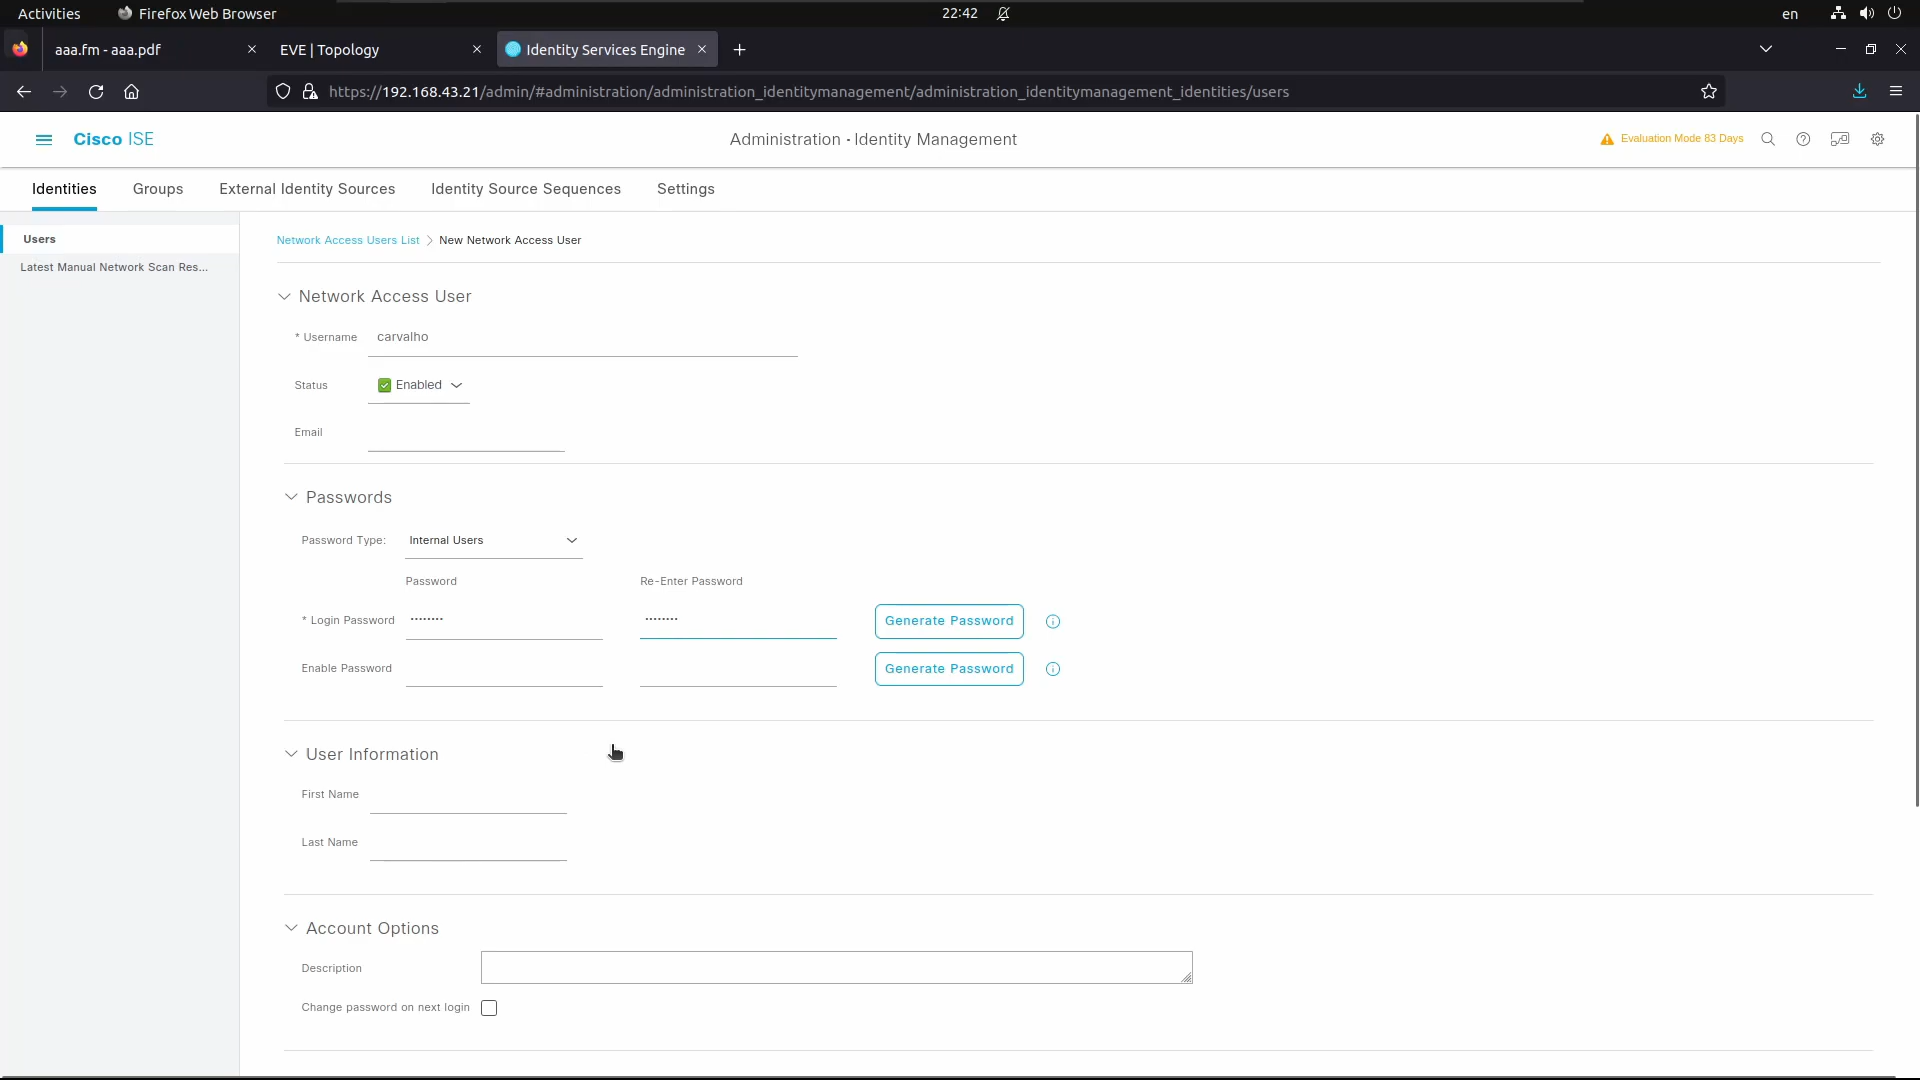 Activities Firefox Web Browser 22:42 en
aaa.fm - aaa.pdf EVE | Topology Identity Services Engine
https://192.168.43.21/admin/#administration/administration_identitymanagement/administration_identitymanagement_identities/users
Cisco ISE Administration · Identity Management Evaluation Mode 83 Days
Identities Groups External Identity Sources Identity Source Sequences Settings
Users
Latest Manual Network Scan Res...
Network Access Users List > New Network Access User
Network Access User
* Username carvalho
Status Enabled
Email
Passwords
Password Type: Internal Users
Password Re-Enter Password
* Login Password •••••••• •••••••• Generate Password
Enable Password Generate Password
User Information
First Name
Last Name
Account Options
Description
Change password on next login